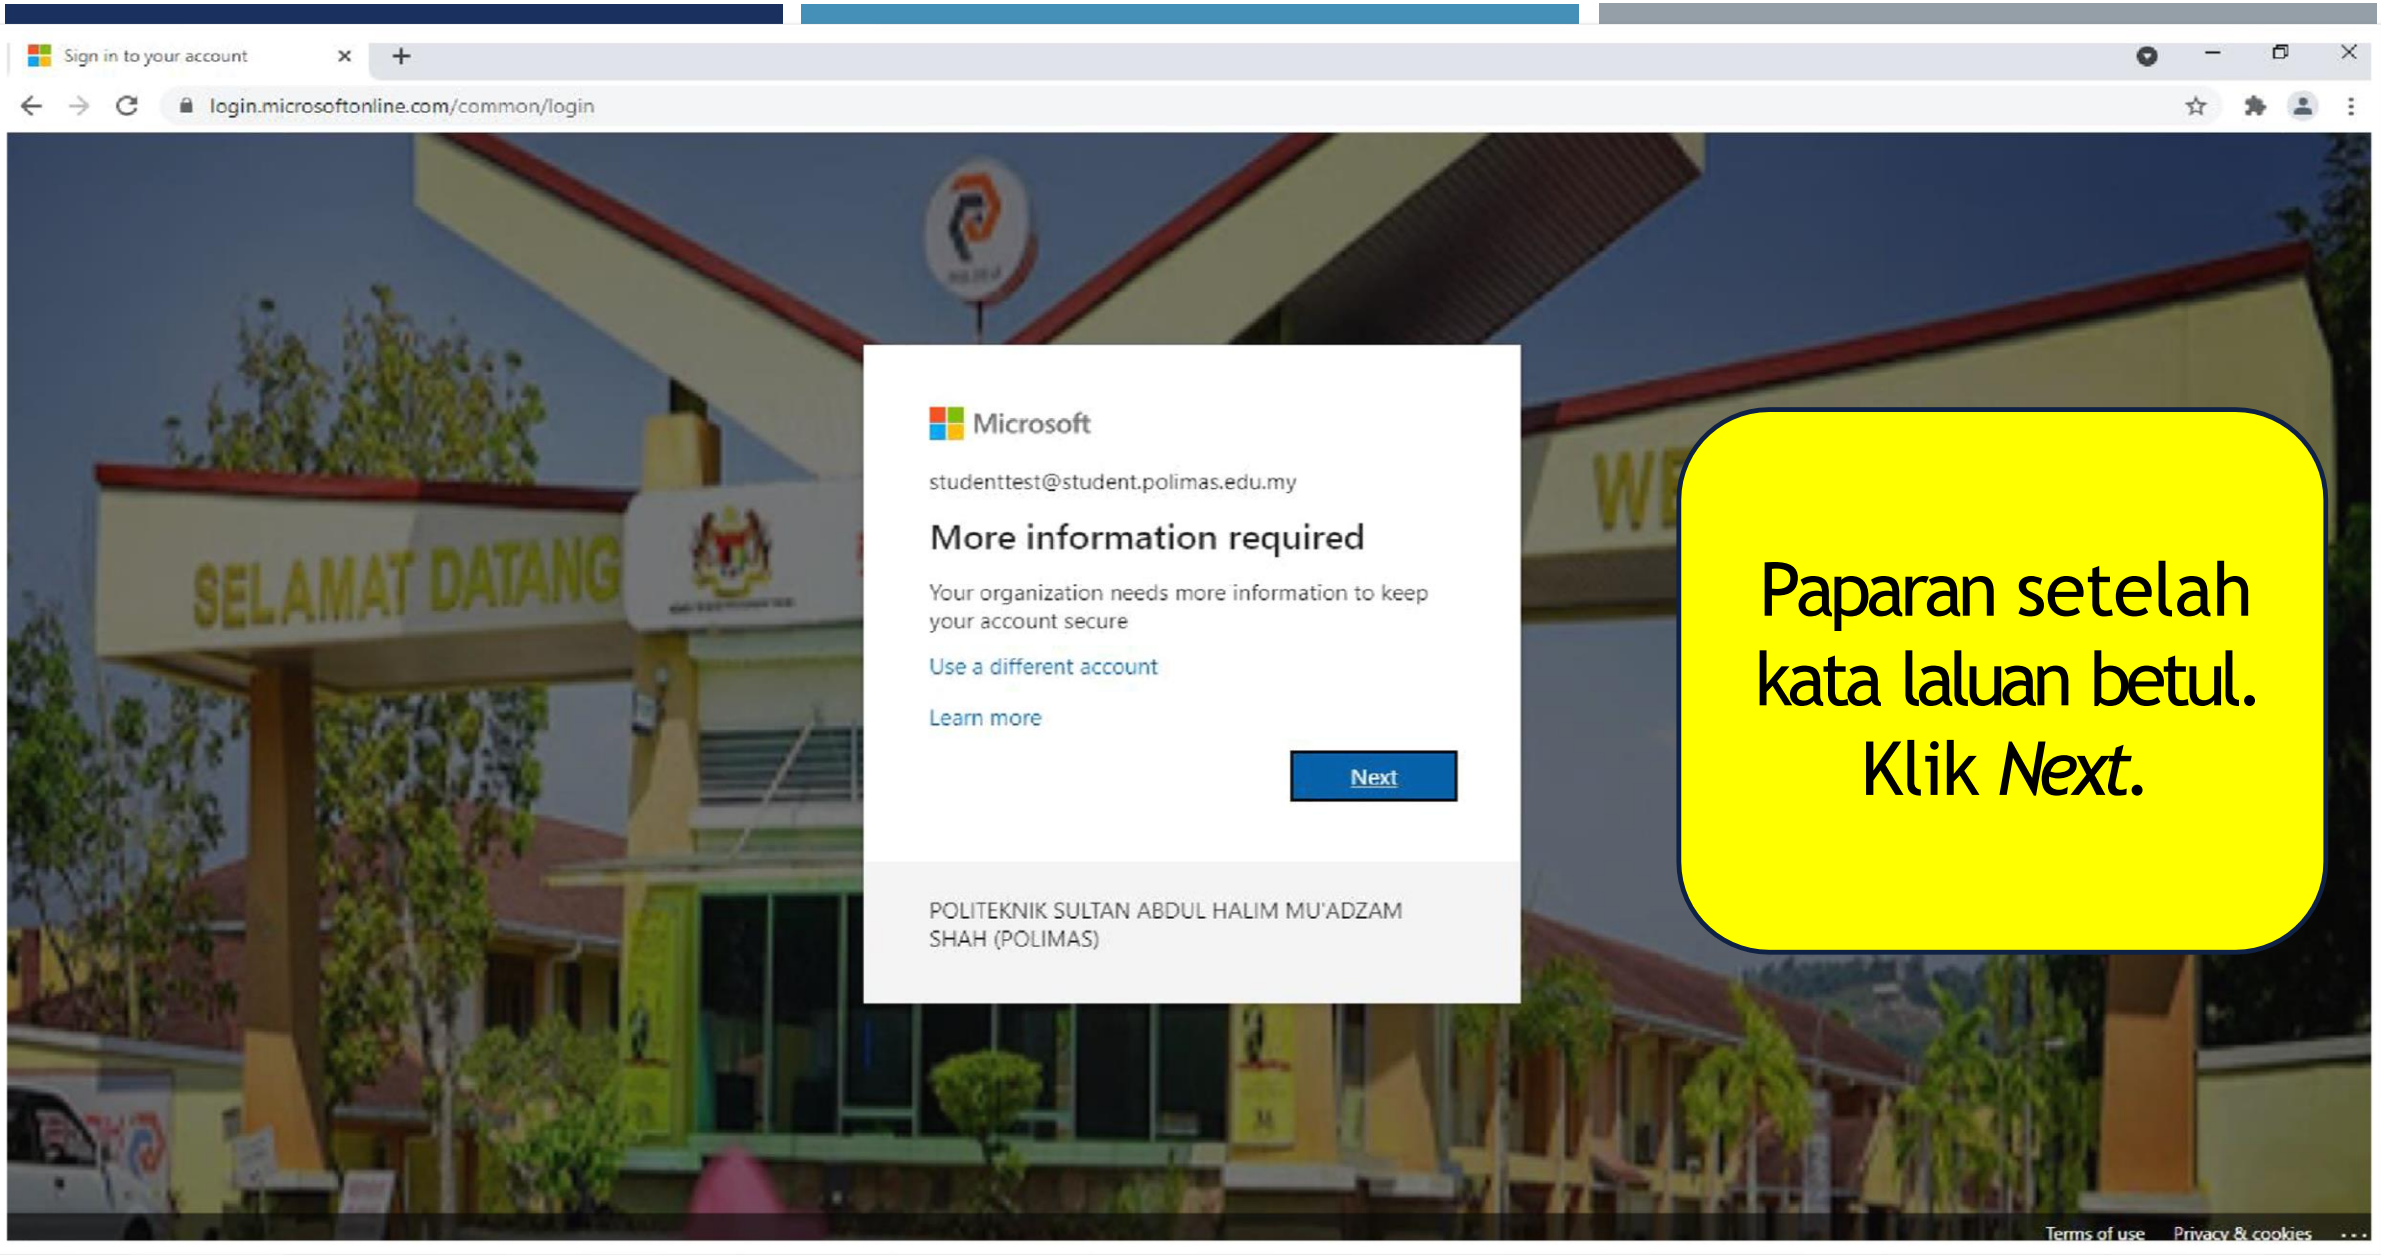 Sign in to your account
login.microsoftonline.com/common/login
SELAMAT DATANG
Microsoft
studenttest@student.polimas.edu.my
More information required
Your organization needs more information to keep
your account secure
Use a different account
Learn more
Next
POLITEKNIK SULTAN ABDUL HALIM MU'ADZAM
SHAH (POLIMAS)
Paparan setelah
kata laluan betul.
Klik Next.
Terms of use Privacy & cookies